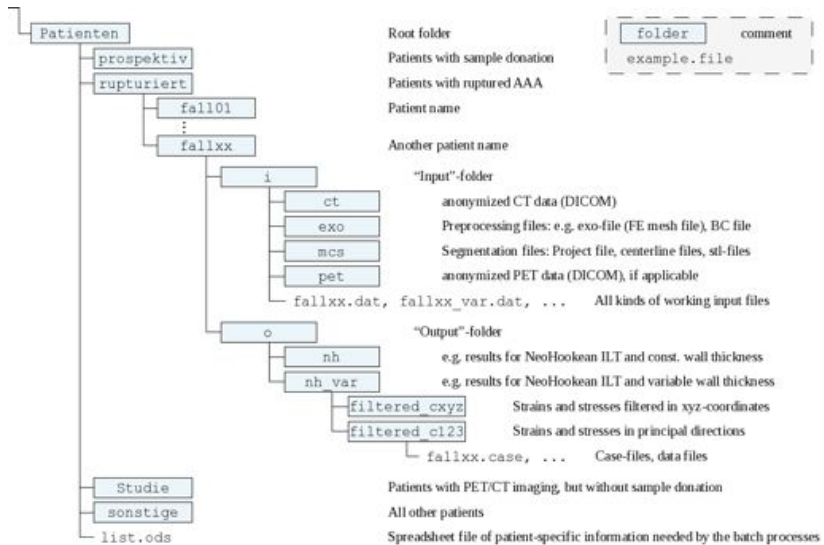 Patienten Root folder folder comment
prospektiv Patients with sample donation example.file
rupturiert Patients with ruptured AAA
fall01 Patient name
fallxx Another patient name
i “Input”-folder
ct anonymized CT data (DICOM)
exo Preprocessing files: e.g. exo-file (FE mesh file), BC file
mcs Segmentation files: Project file, centerline files, stl-files
pet anonymized PET data (DICOM), if applicable
fallxx.dat, fallxx_var.dat, ... All kinds of working input files
o “Output”-folder
nh e.g. results for NeoHookean ILT and const. wall thickness
nh_var e.g. results for NeoHookean ILT and variable wall thickness
filtered_cxyz Strains and stresses filtered in xyz-coordinates
filtered_c123 Strains and stresses in principal directions
fallxx.case, ... Case-files, data files
Studie Patients with PET/CT imaging, but without sample donation
sonstige All other patients
list.ods Spreadsheet file of patient-specific information needed by the batch processes